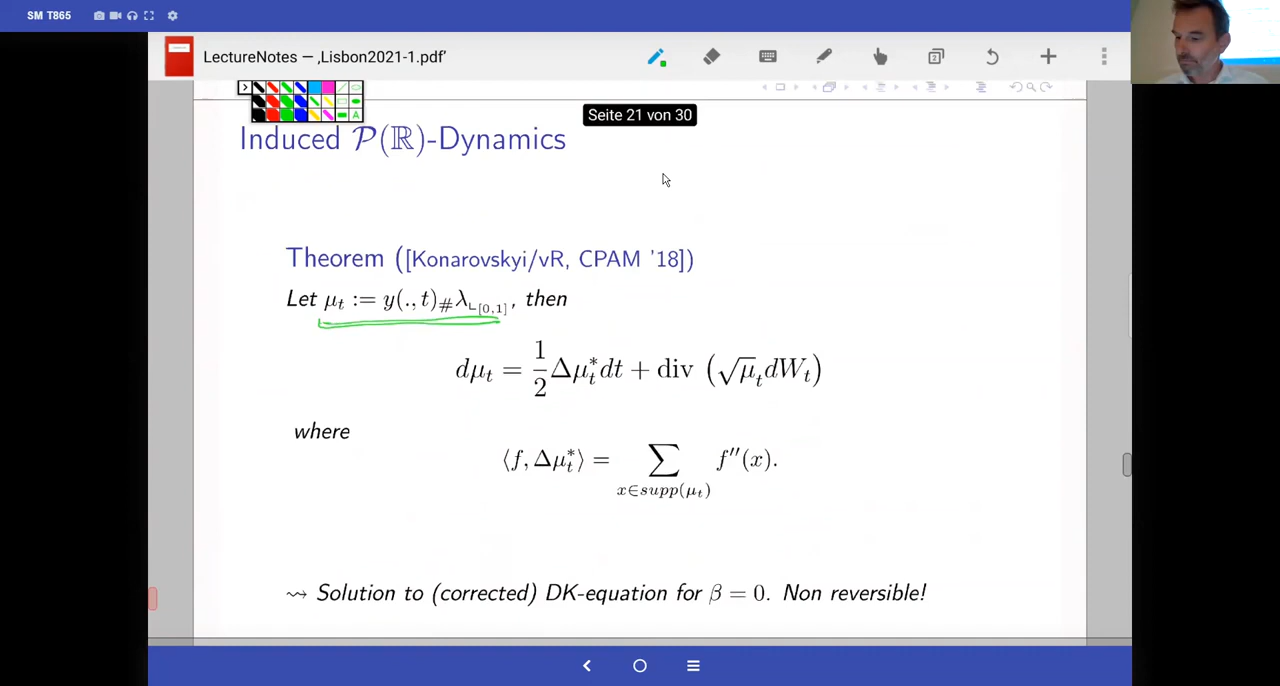 SM T865
LectureNotes — ‚Lisbon2021-1.pdf'
Seite 21 von 30
Induced 𝒫(ℝ)-Dynamics
Theorem ([Konarovskyi/vR, CPAM '18])
Let μ_t := y(.,t)_# λ_{⌞[0,1]}, then
dμ_t = 1/2 Δμ_t^* dt + div (√μ_t dW_t)
where
⟨f, Δμ_t^*⟩ = ∑_{x∈supp(μ_t)} f''(x).
⇝ Solution to (corrected) DK-equation for β = 0. Non reversible!